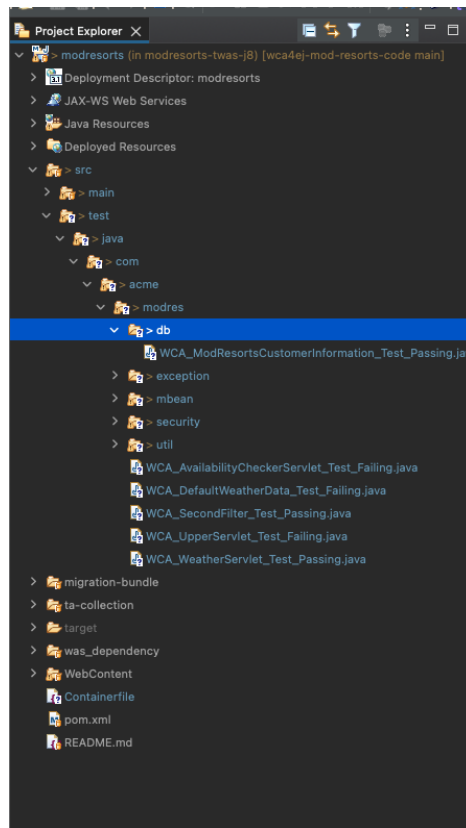 Project Explorer
> modresorts (in modresorts-twas-j8) [wca4ej-mod-resorts-code main]
Deployment Descriptor: modresorts
JAX-WS Web Services
Java Resources
Deployed Resources
> src
> main
> test
> java
> com
> acme
> modres
> db
WCA_ModResortsCustomerInformation_Test_Passing.ja
> exception
> mbean
> security
> util
WCA_AvailabilityCheckerServlet_Test_Failing.java
WCA_DefaultWeatherData_Test_Failing.java
WCA_SecondFilter_Test_Passing.java
WCA_UpperServlet_Test_Failing.java
WCA_WeatherServlet_Test_Passing.java
migration-bundle
ta-collection
target
was_dependency
WebContent
Containerfile
pom.xml
README.md